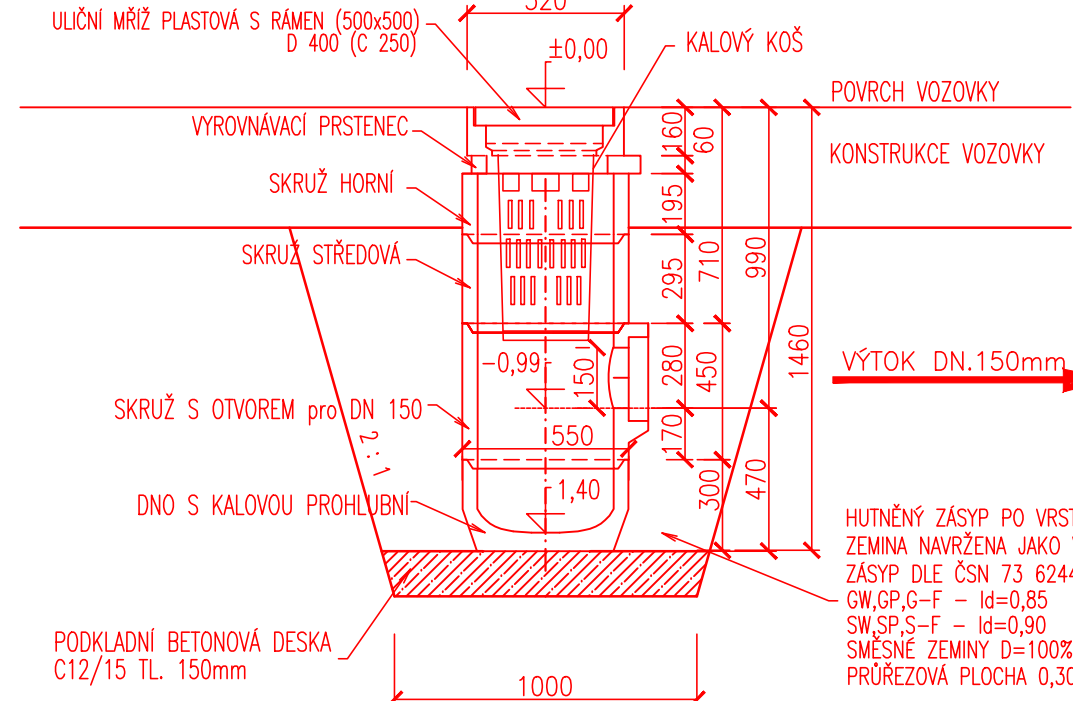 520
ULIČNÍ MŘÍŽ PLASTOVÁ S RÁMEN (500x500)
D 400 (C 250)
±0,00
KALOVÝ KOŠ
POVRCH VOZOVKY
VYROVNÁVACÍ PRSTENEC
160
60
KONSTRUKCE VOZOVKY
SKRUŽ HORNÍ
195
SKRUŽ STŘEDOVÁ
295
710
990
1460
-0,99
150
280
450
VÝTOK DN.150mm
SKRUŽ S OTVOREM pro DN 150
2:1
550
170
300
470
DNO S KALOVOU PROHLUBNÍ
-1,40
HUTNĚNÝ ZÁSYP PO
ZEMINA NAVRŽENA JAKO
ZÁSYP DLE ČSN 73 6244
GW,GP,G-F - Id=0,85
SW,SP,S-F - Id=0,90
SMĚSNÉ ZEMINY D=100%
PRŮŘEZOVÁ PLOCHA 0,30
PODKLADNÍ BETONOVÁ DESKA
C12/15 TL. 150mm
1000